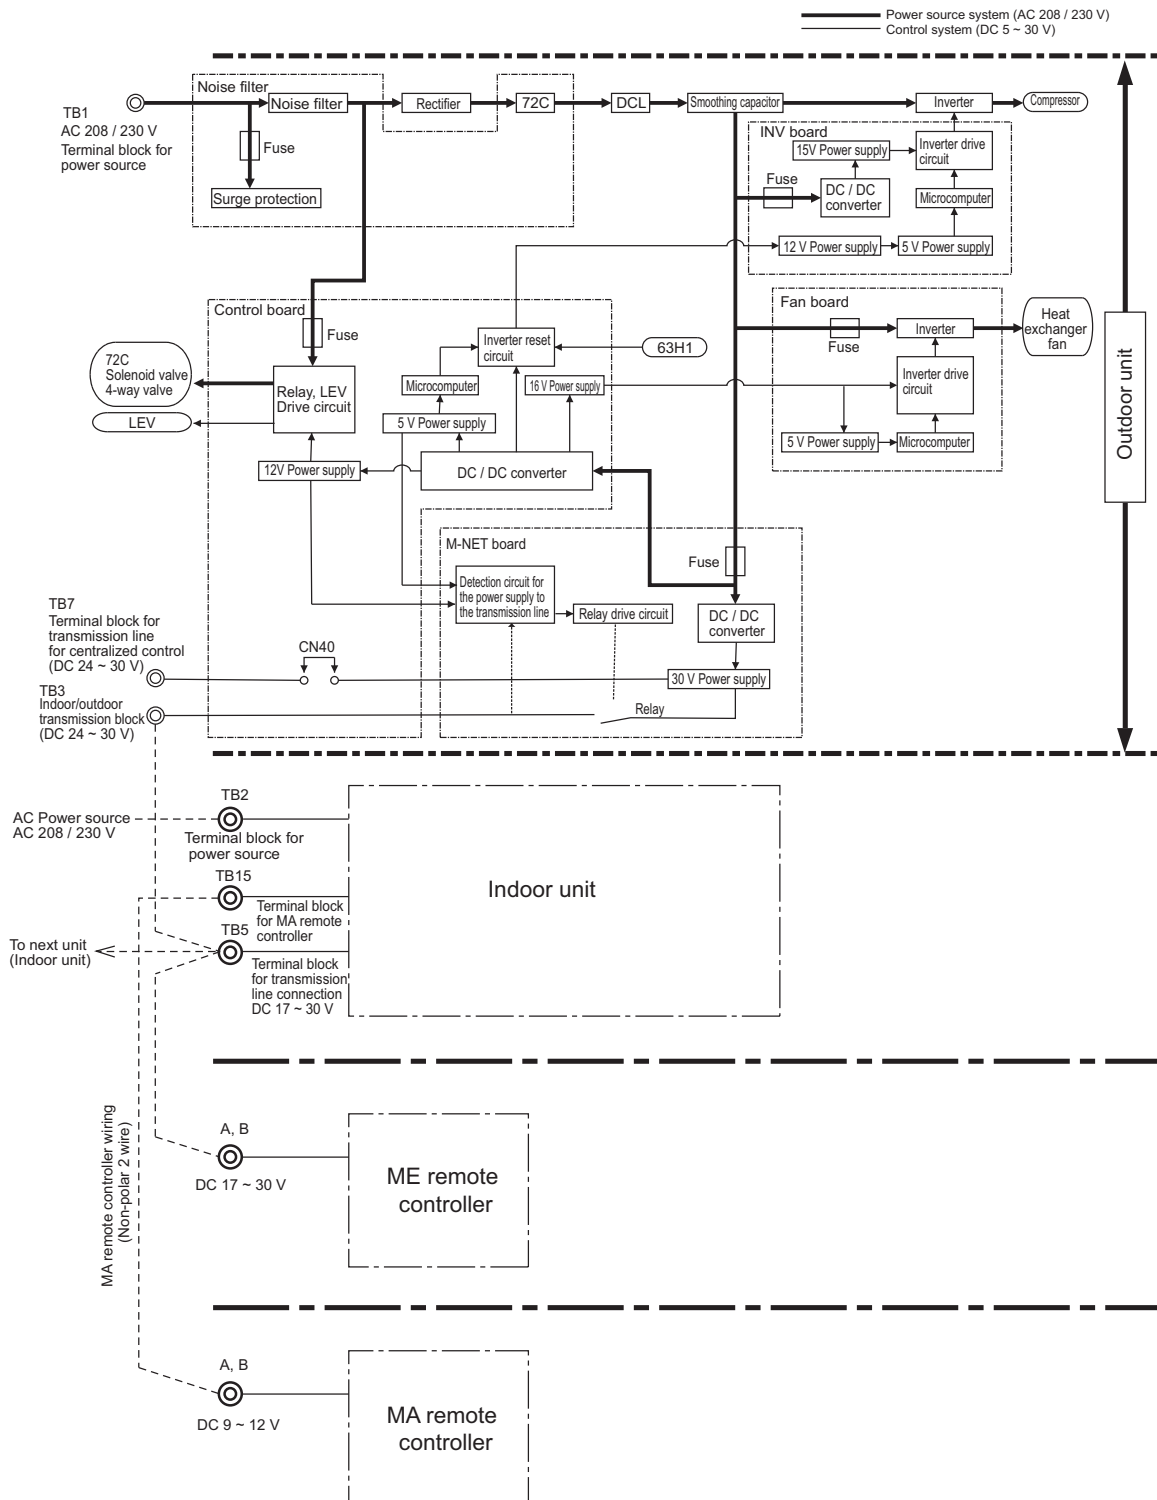 Power source system (AC 208 / 230 V)
Control system (DC 5 ~ 30 V)
Noise filter
TB1
AC 208 / 230 V
Terminal block for
power source
Noise filter
Rectifier
72C
DCL
Smoothing capacitor
Inverter
Compressor
Fuse
Surge protection
INV board
15V Power supply
Inverter drive
circuit
Fuse
DC / DC
converter
Microcomputer
12 V Power supply
5 V Power supply
Control board
Fuse
Inverter reset
circuit
63H1
72C
Solenoid valve
4-way valve
LEV
Relay, LEV
Drive circuit
Microcomputer
16 V Power supply
5 V Power supply
12V Power supply
DC / DC converter
Fan board
Fuse
Inverter
Heat
exchanger
fan
Inverter drive
circuit
5 V Power supply
Microcomputer
Outdoor unit
M-NET board
Fuse
Detection circuit for
the power supply to
the transmission line
Relay drive circuit
DC / DC
converter
30 V Power supply
Relay
TB7
Terminal block for
transmission line
for centralized control
(DC 24 ~ 30 V)
CN40
TB3
Indoor/outdoor
transmission block
(DC 24 ~ 30 V)
AC Power source
AC 208 / 230 V
TB2
Terminal block for
power source
TB15
Terminal block
for MA remote
controller
TB5
Terminal block
for transmission
line connection
DC 17 ~ 30 V
To next unit
(Indoor unit)
Indoor unit
MA remote controller wiring
(Non-polar 2 wire)
A, B
DC 17 ~ 30 V
ME remote
controller
A, B
DC 9 ~ 12 V
MA remote
controller